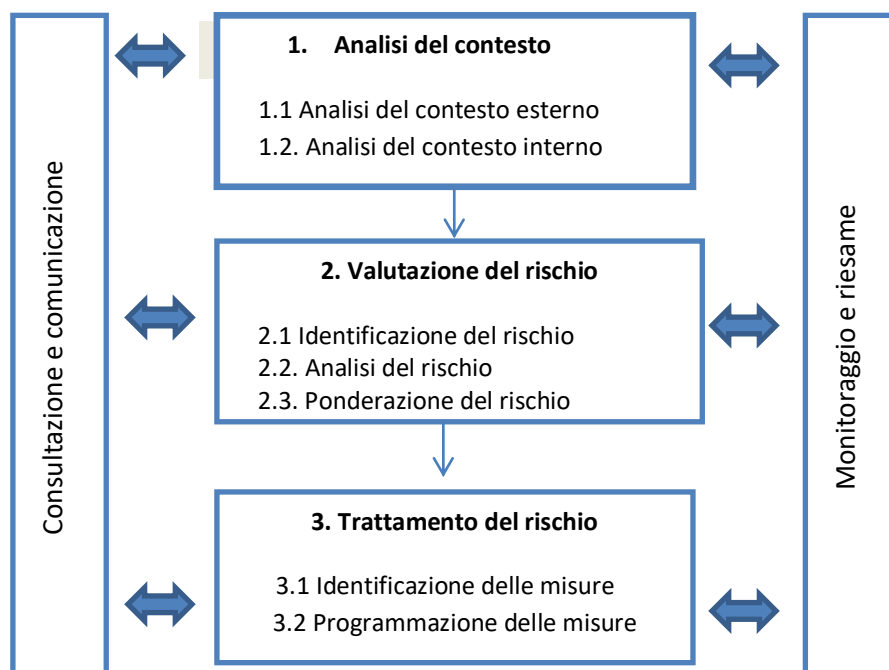 Consultazione e comunicazione
1. Analisi del contesto
1.1 Analisi del contesto esterno
1.2. Analisi del contesto interno
2. Valutazione del rischio
2.1 Identificazione del rischio
2.2. Analisi del rischio
2.3. Ponderazione del rischio
3. Trattamento del rischio
3.1 Identificazione delle misure
3.2 Programmazione delle misure
Monitoraggio e riesame